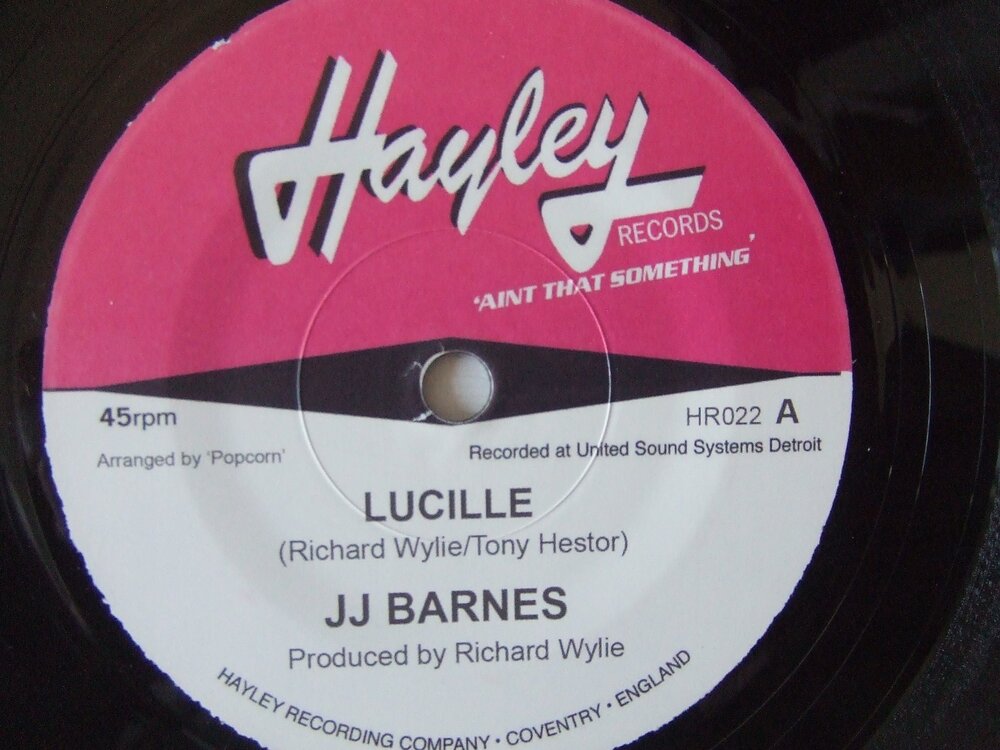 Hayley
RECORDS
'AINT THAT SOMETHING'
45rpm
HR022 A
Arranged by 'Popcorn'
Recorded at United Sound Systems Detroit
LUCILLE
(Richard Wylie/Tony Hestor)
JJ BARNES
Produced by Richard Wylie
HAYLEY RECORDING COMPANY · COVENTRY · ENGLAND